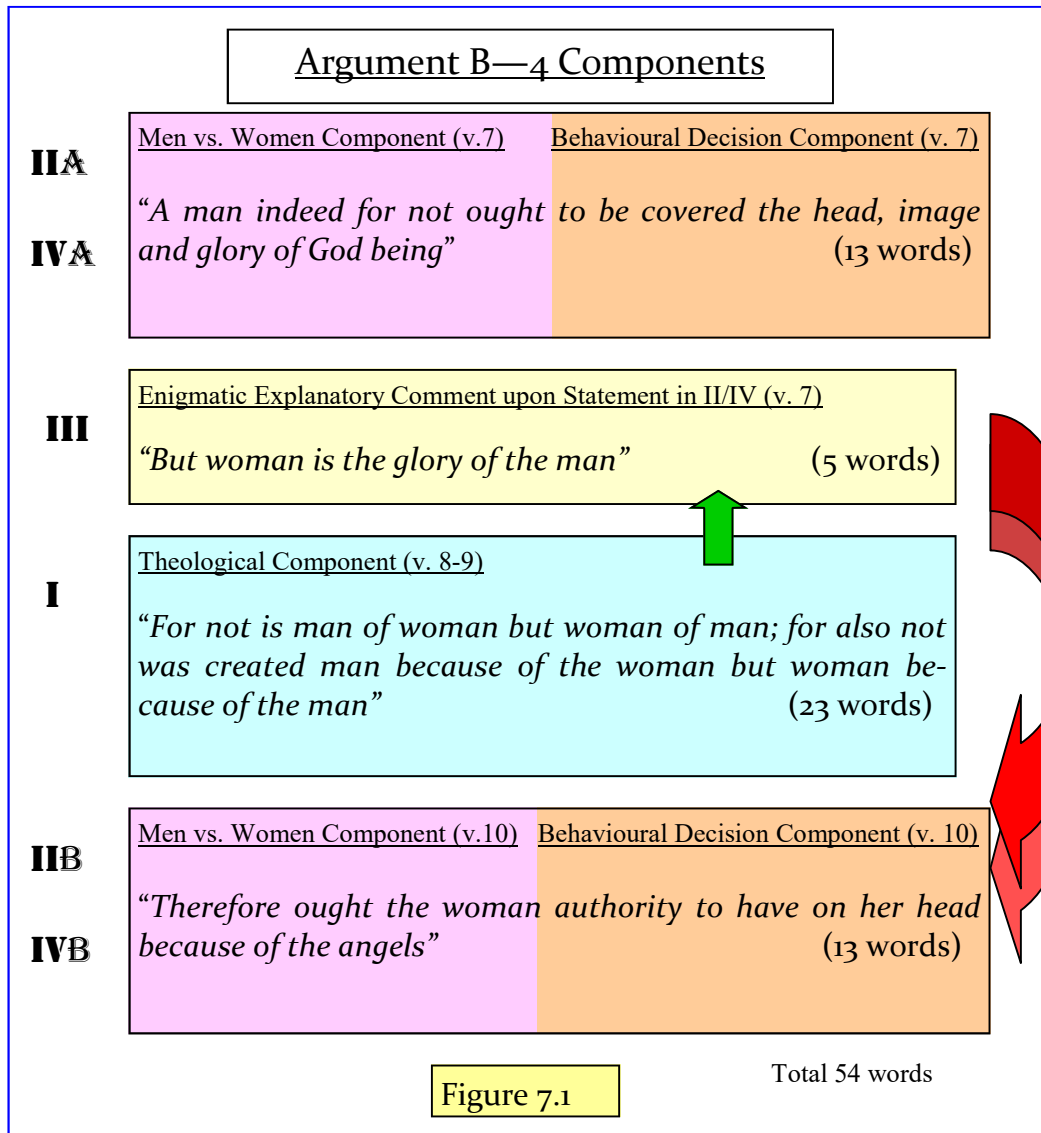 Argument B—4 Components
Men vs. Women Component (v.7) Behavioural Decision Component (v. 7)
IIA
“A man indeed for not ought to be covered the head, image
IVA
and glory of God being” (13 words)
Enigmatic Explanatory Comment upon Statement in II/IV (v. 7)
III
“But woman is the glory of the man” (5 words)
Theological Component (v. 8-9)
I
“For not is man of woman but woman of man; for also not
was created man because of the woman but woman be-
cause of the man” (23 words)
Men vs. Women Component (v.10) Behavioural Decision Component (v. 10)
IIB
“Therefore ought the woman authority to have on her head
IVB
because of the angels” (13 words)
Total 54 words
Figure 7.1